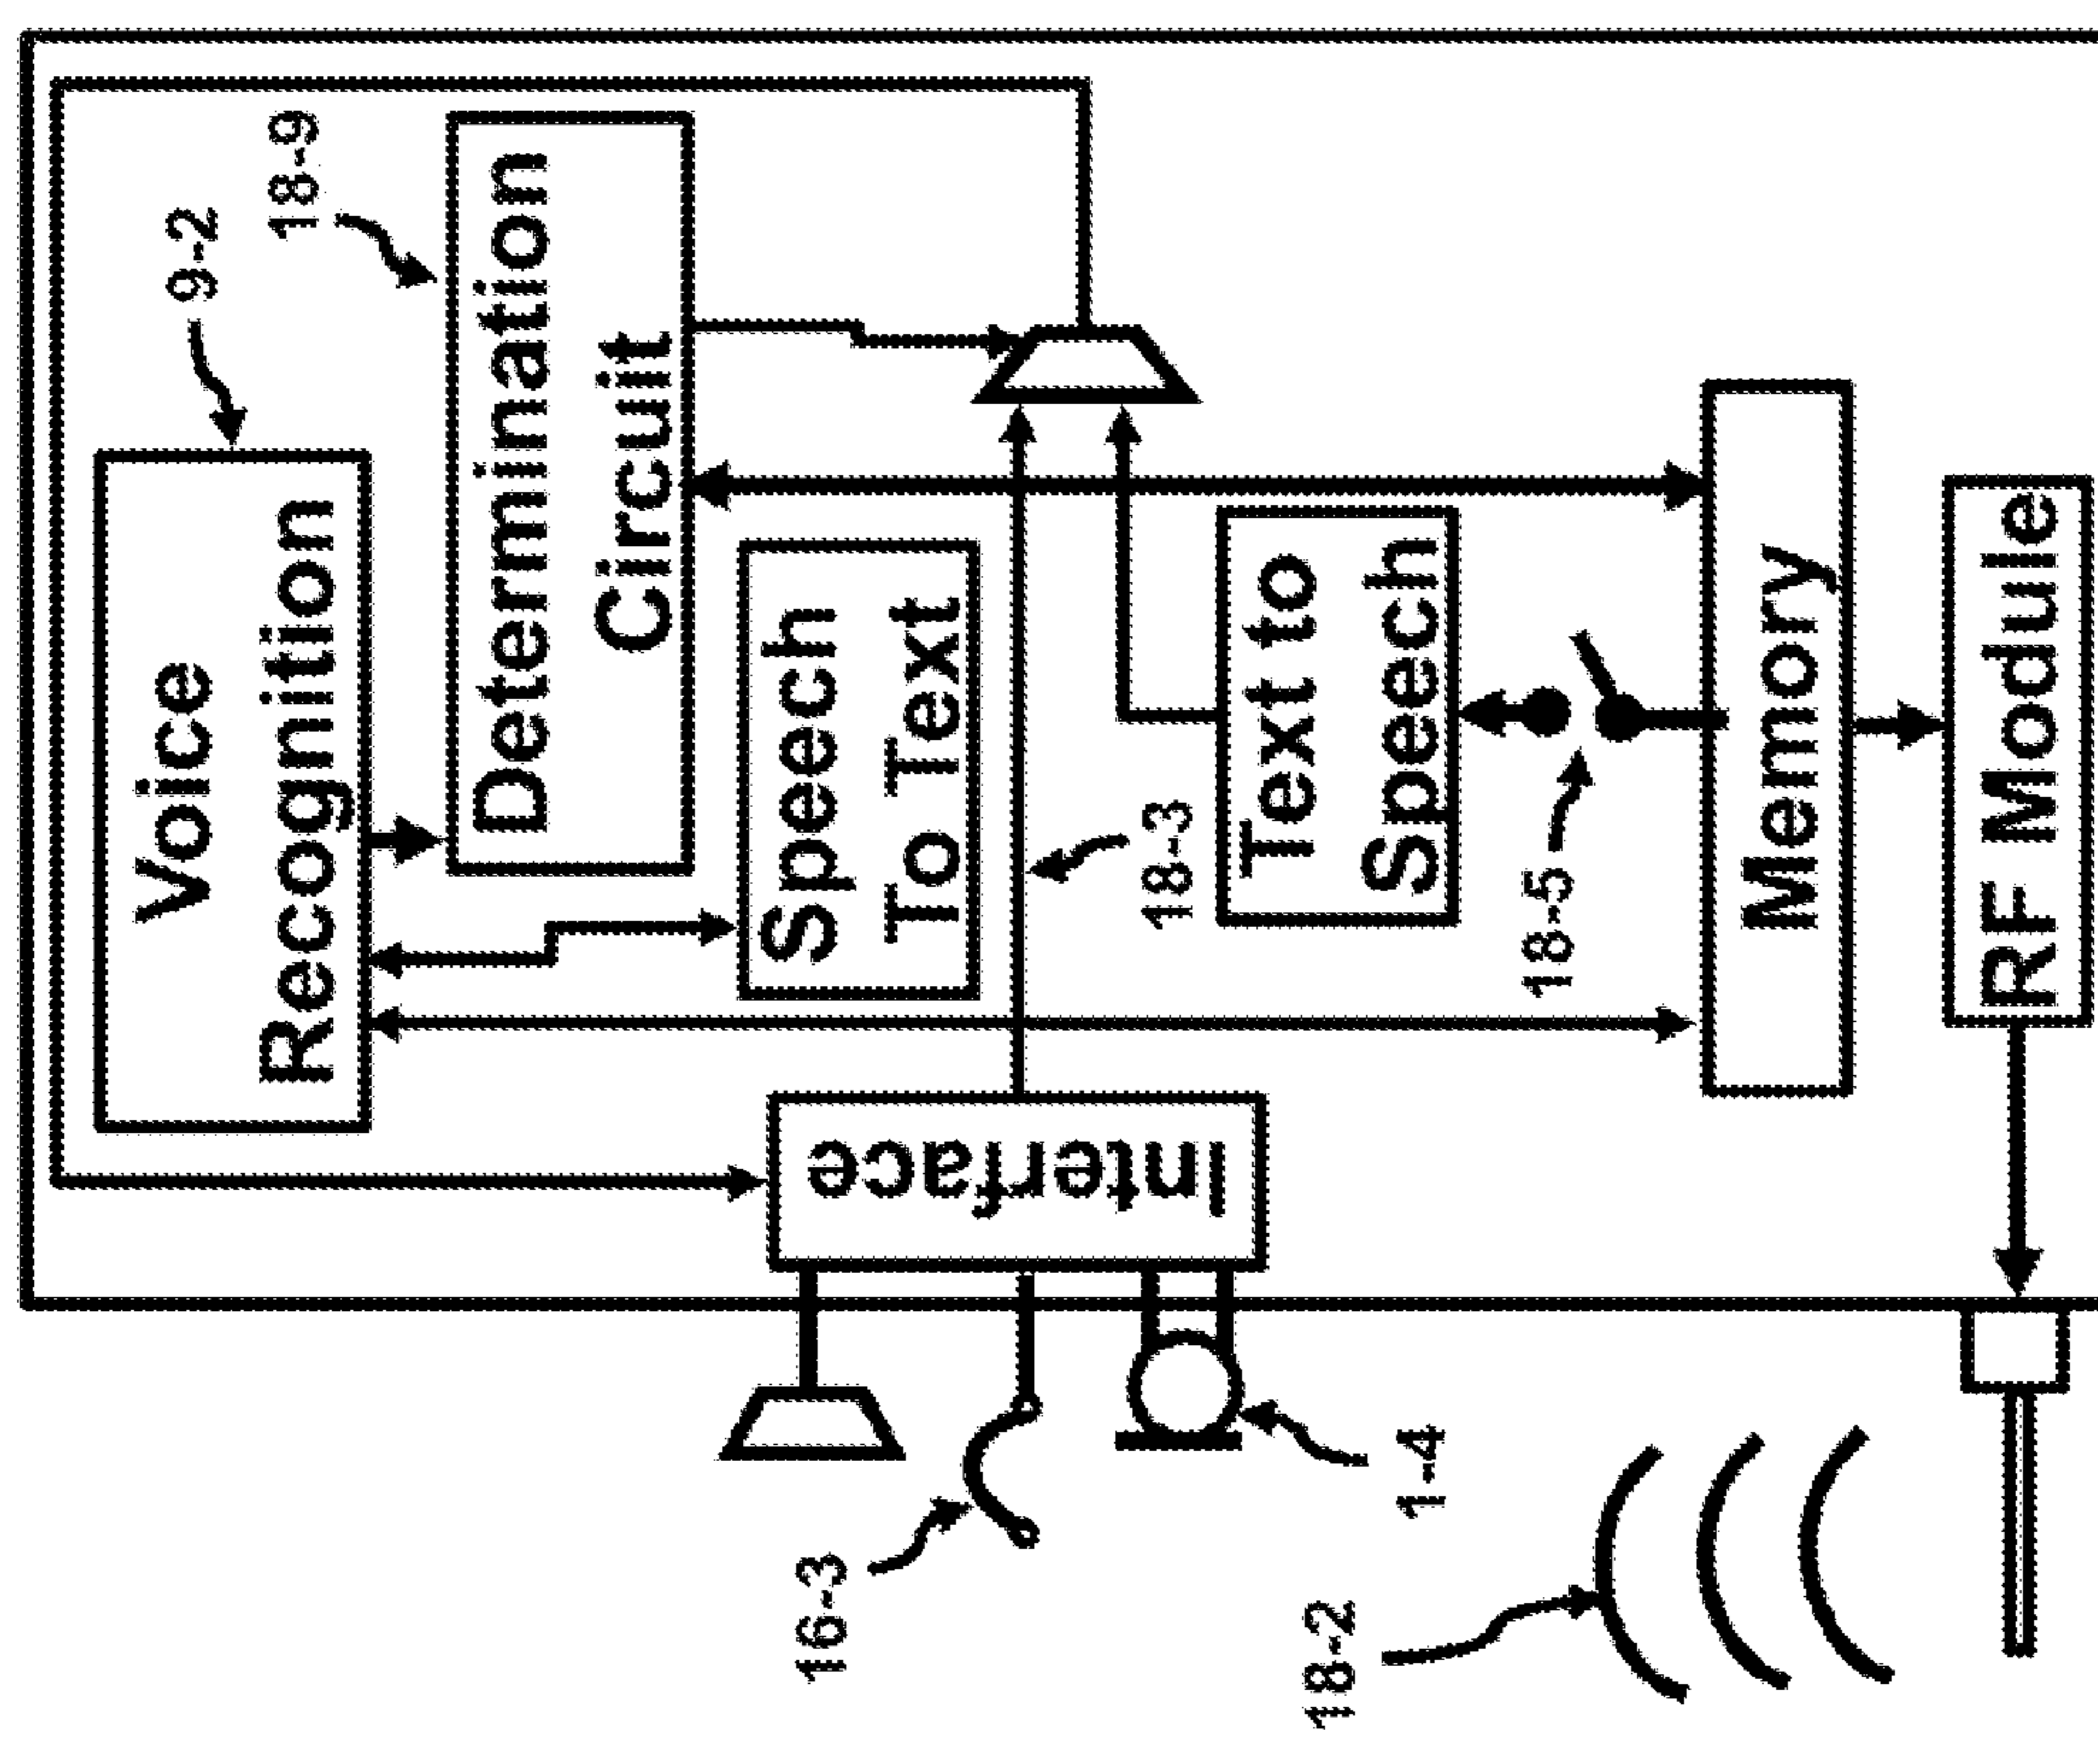 9-2
18-9
Voice
Recognition
Determination
Circuit
Speech
To Text
18-3
Text to
Speech
18-5
Memory
RF Module
Interface
16-3
1-4
18-2